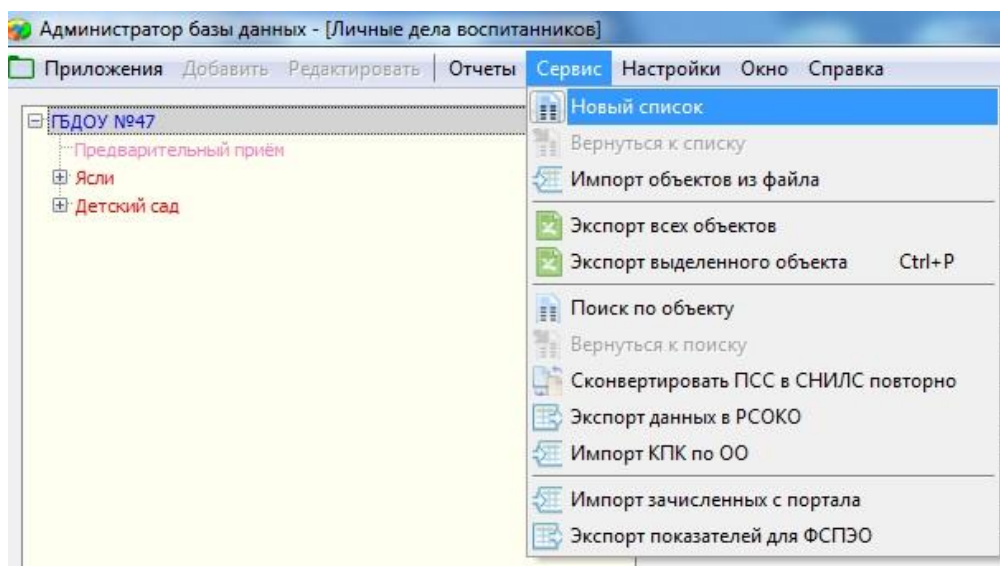 Администратор базы данных - [Личные дела воспитанников]
Приложения Добавить Редактировать Отчеты Сервис Настройки Окно Справка
ГБДОУ №47
Предварительный приём
Ясли
Детский сад
Новый список
Вернуться к списку
Импорт объектов из файла
Экспорт всех объектов
Экспорт выделенного объекта Ctrl+P
Поиск по объекту
Вернуться к поиску
Сконвертировать ПСС в СНИЛС повторно
Экспорт данных в РСОКО
Импорт КПК по ОО
Импорт зачисленных с портала
Экспорт показателей для ФСПЭО